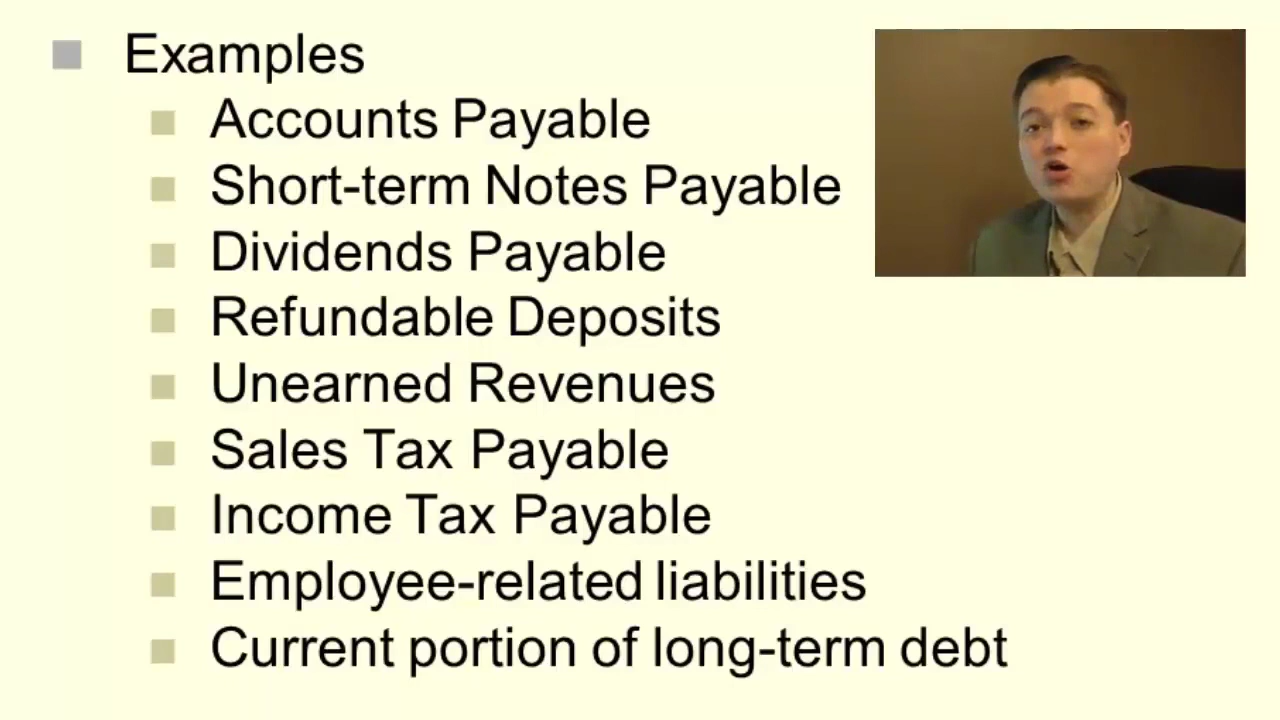 Examples
Accounts Payable
Short-term Notes Payable
Dividends Payable
Refundable Deposits
Unearned Revenues
Sales Tax Payable
Income Tax Payable
Employee-related liabilities
Current portion of long-term debt